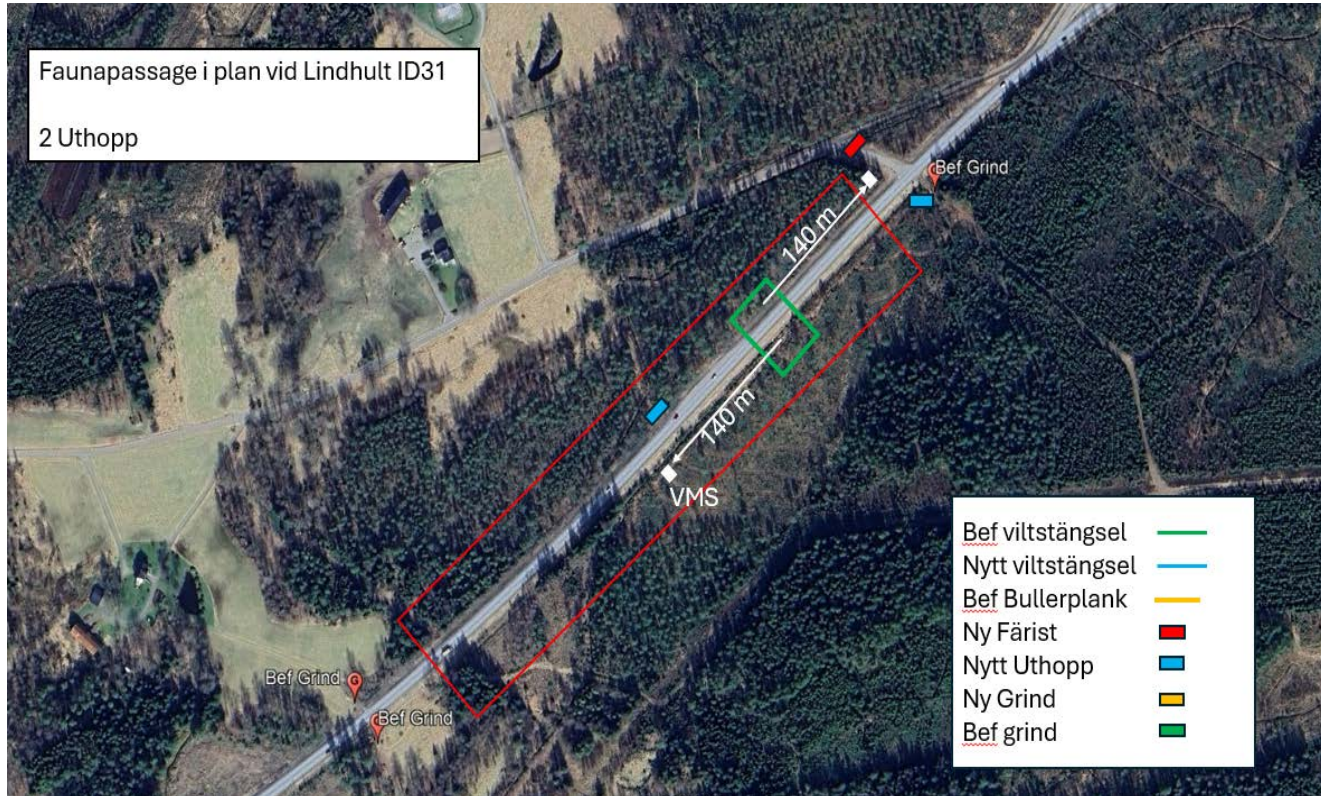 Faunapassage i plan vid Lindhult ID31
2 Uthopp
Bef Grind
140 m
140 m
VMS
G
Bef Grind
Bef Grind
Bef viltstängsel
Nytt viltstängsel
Bef Bullerplank
Ny Färist
Nytt Uthopp
Ny Grind
Bef grind